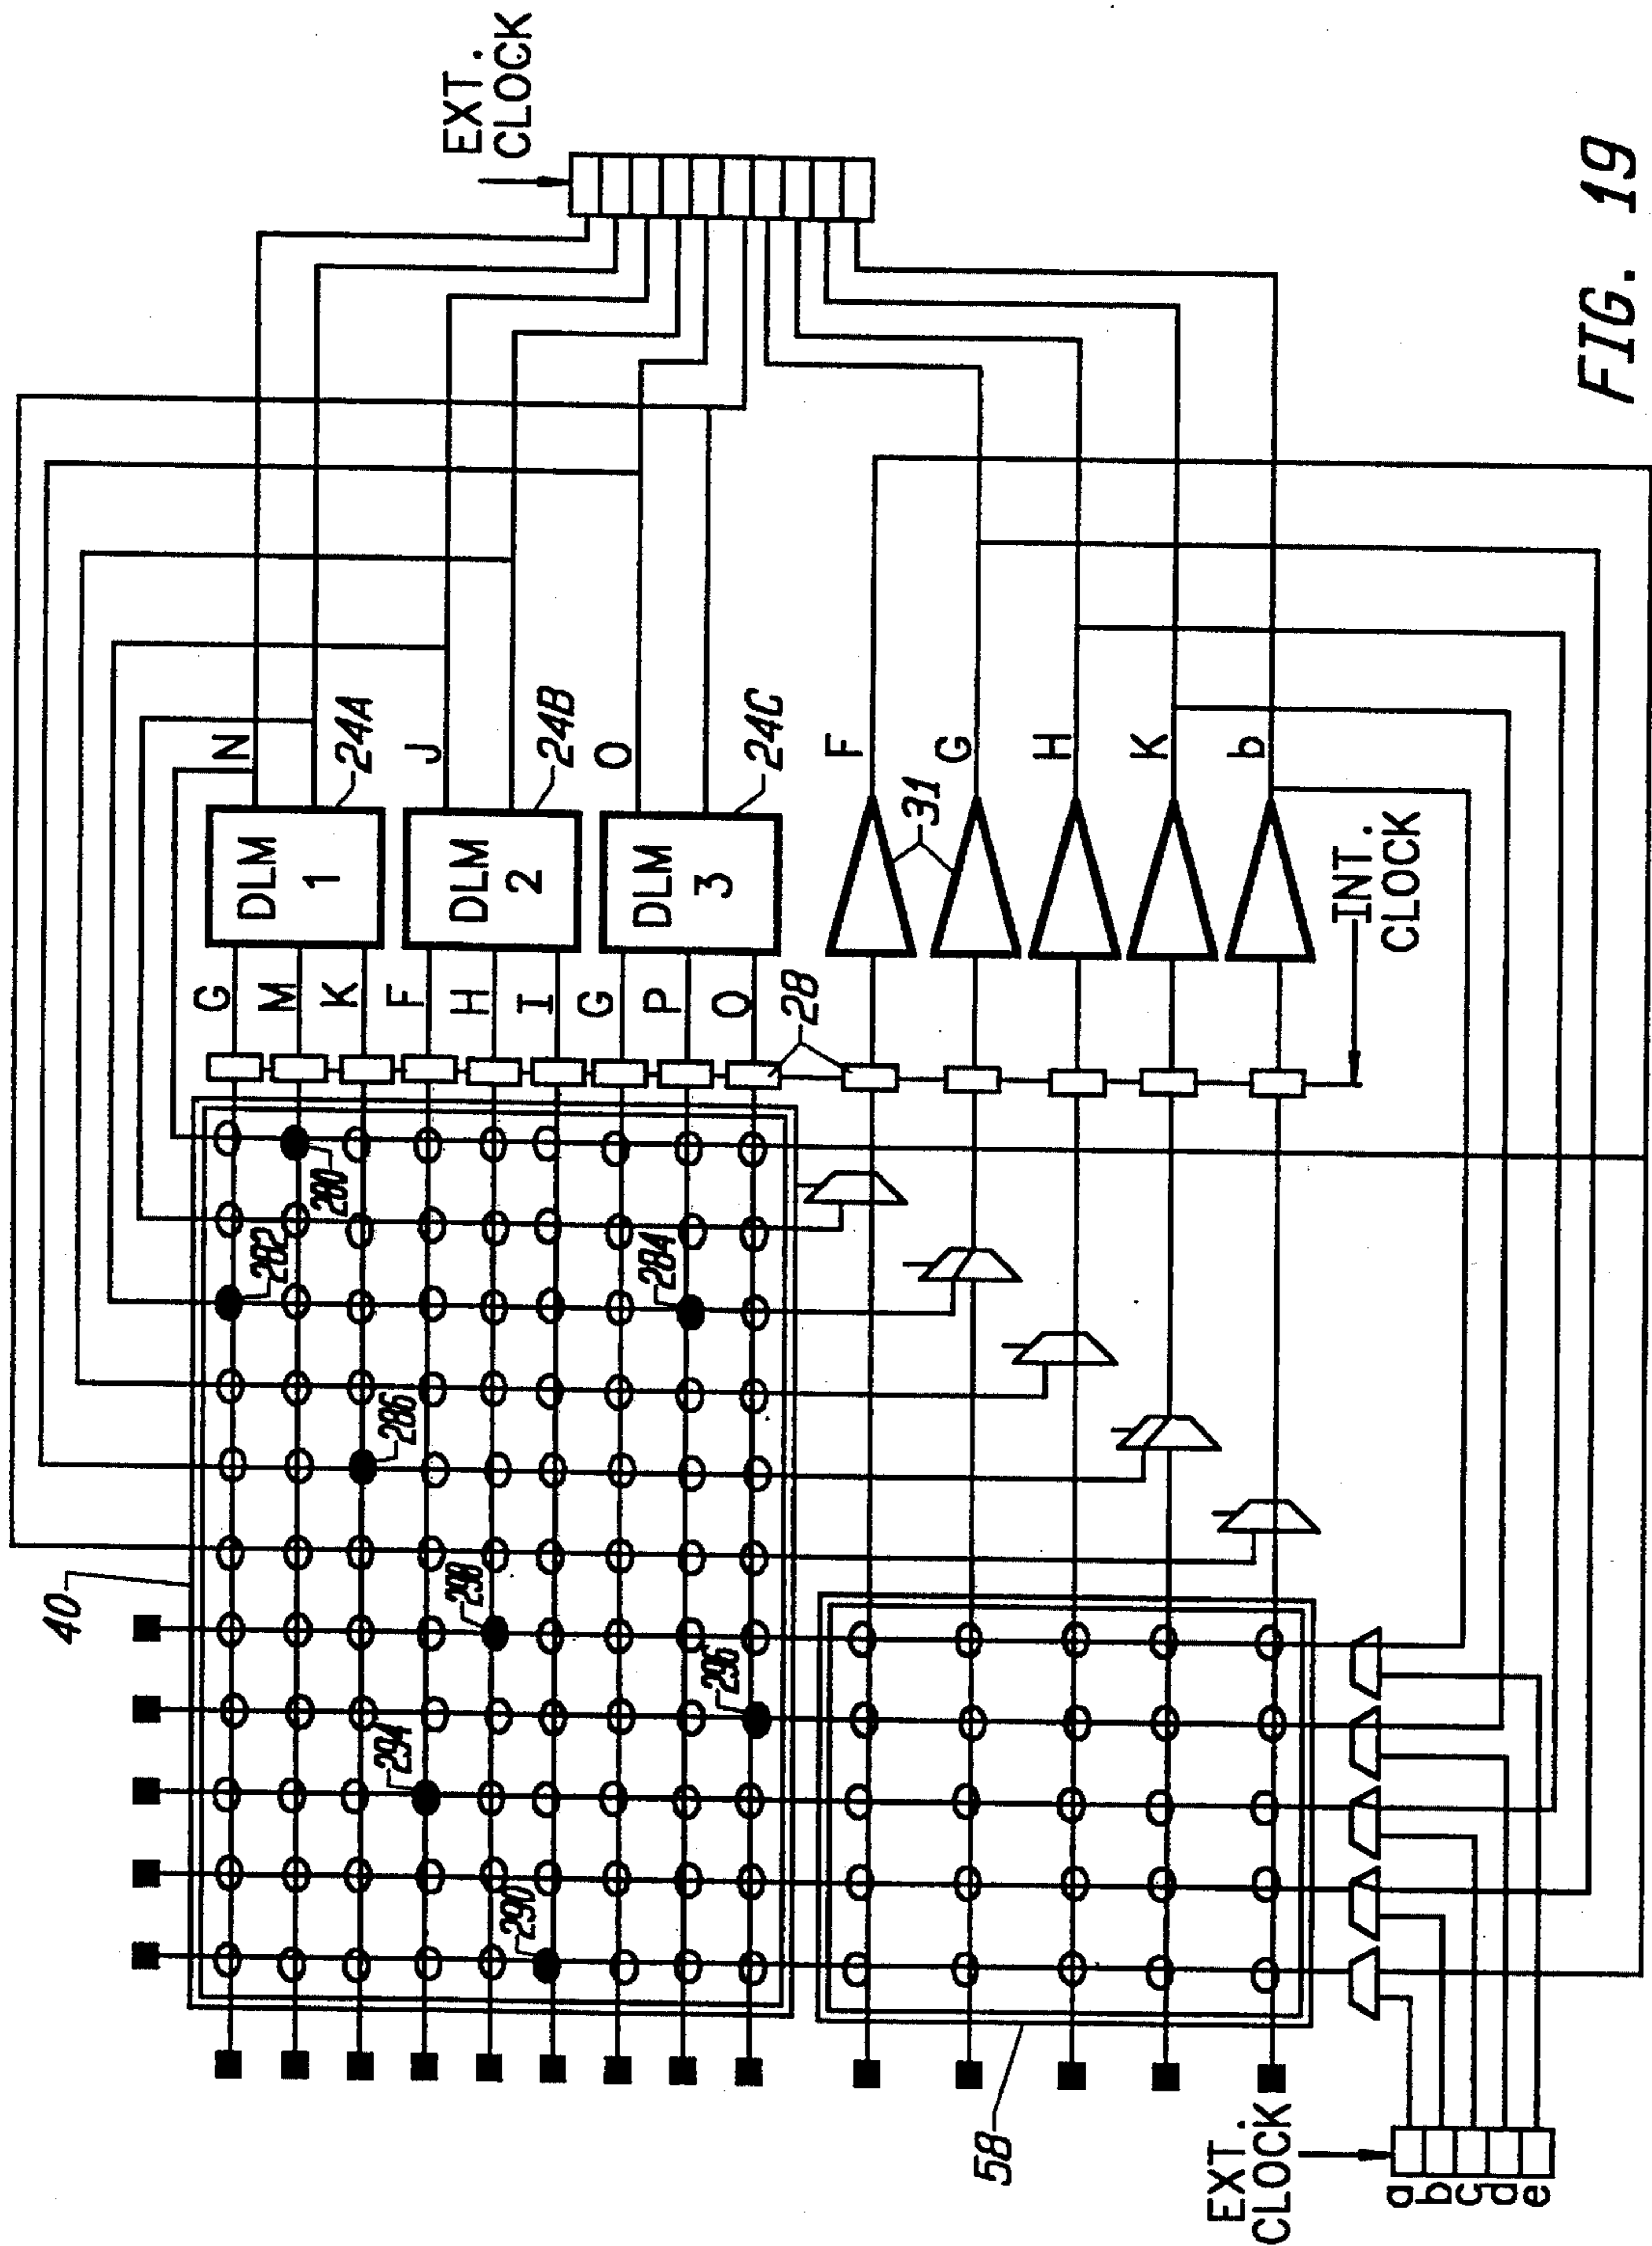 40
58
EXT.
CLOCK
a
b
c
d
e
290
294
296
298
286
282
284
280
28
G
M
K
F
H
I
G
P
Q
DLM
1
DLM
2
DLM
3
24A
24B
24C
N
J
O
F
G
H
K
b
31
INT.
CLOCK
EXT.
CLOCK
FIG. 19